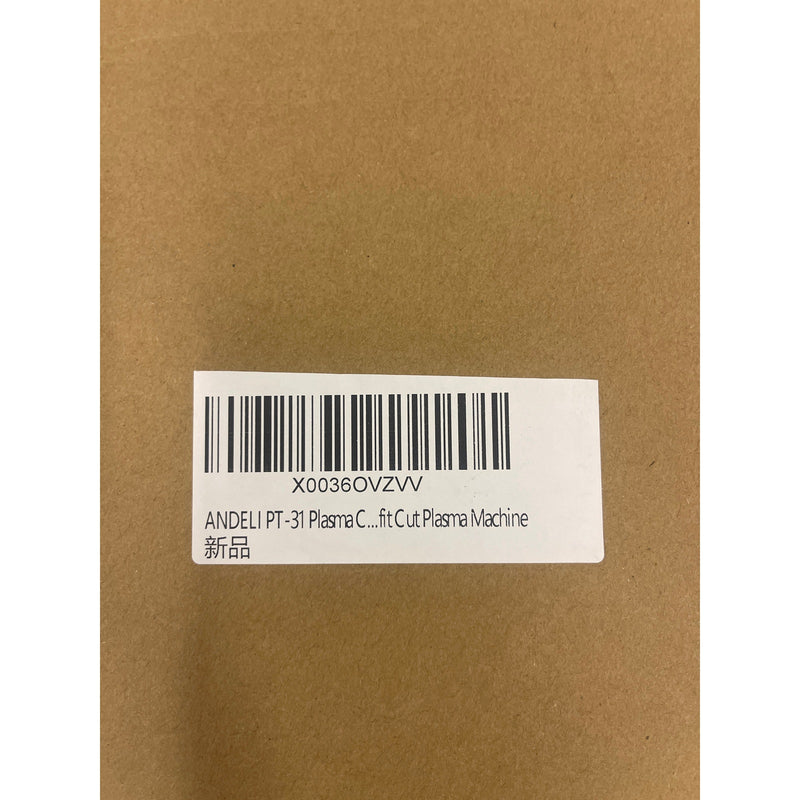 X0036OVZVV
ANDELI PT-31 Plasma C...fit Cut Plasma Machine
新品